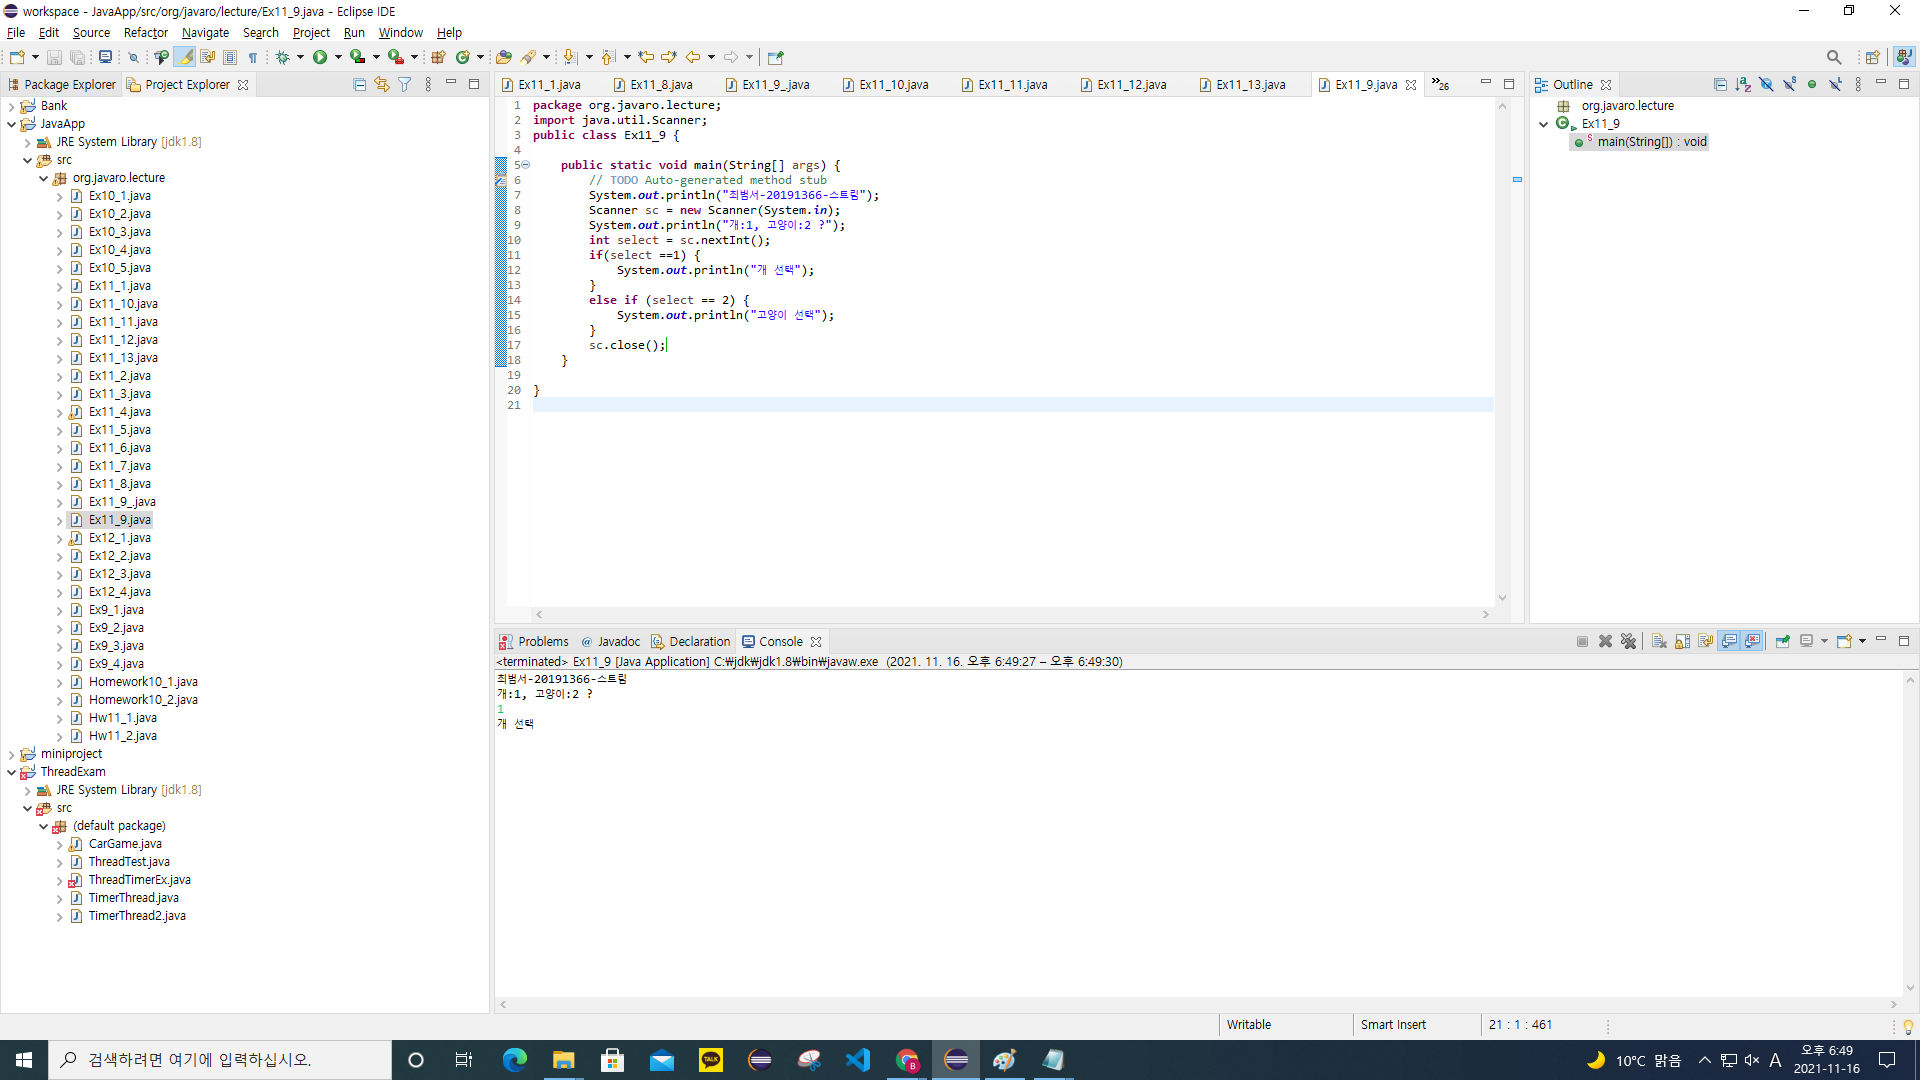 workspace - JavaApp/src/org/javaro/lecture/Ex11_9.java - Eclipse IDE
File Edit Source Refactor Navigate Search Project Run Window Help
Package Explorer Project Explorer
Bank
JavaApp
JRE System Library [jdk1.8]
src
org.javaro.lecture
Ex10_1.java
Ex10_2.java
Ex10_3.java
Ex10_4.java
Ex10_5.java
Ex11_1.java
Ex11_10.java
Ex11_11.java
Ex11_12.java
Ex11_13.java
Ex11_2.java
Ex11_3.java
Ex11_4.java
Ex11_5.java
Ex11_6.java
Ex11_7.java
Ex11_8.java
Ex11_9_.java
Ex11_9.java
Ex12_1.java
Ex12_2.java
Ex12_3.java
Ex12_4.java
Ex9_1.java
Ex9_2.java
Ex9_3.java
Ex9_4.java
Homework10_1.java
Homework10_2.java
Hw11_1.java
Hw11_2.java
miniproject
ThreadExam
JRE System Library [jdk1.8]
src
(default package)
CarGame.java
ThreadTest.java
ThreadTimerEx.java
TimerThread.java
TimerThread2.java
Ex11_1.java Ex11_8.java Ex11_9_.java Ex11_10.java Ex11_11.java Ex11_12.java Ex11_13.java Ex11_9.java »26
1 package org.javaro.lecture;
2 import java.util.Scanner;
3 public class Ex11_9 {
4
5 public static void main(String[] args) {
6 // TODO Auto-generated method stub
7 System.out.println("최범서-20191366-스트림");
8 Scanner sc = new Scanner(System.in);
9 System.out.println("개:1, 고양이:2 ?");
10 int select = sc.nextInt();
11 if(select ==1) {
12 System.out.println("개 선택");
13 }
14 else if (select == 2) {
15 System.out.println("고양이 선택");
16 }
17 sc.close();
18 }
19
20 }
21
Outline
org.javaro.lecture
Ex11_9
main(String[]) : void
Problems @ Javadoc Declaration Console
<terminated> Ex11_9 [Java Application] C:₩jdk₩jdk1.8₩bin₩javaw.exe (2021. 11. 16. 오후 6:49:27 – 오후 6:49:30)
최범서-20191366-스트림
개:1, 고양이:2 ?
1
개 선택
Writable Smart Insert 21 : 1 : 461
검색하려면 여기에 입력하십시오.
TALK
B
10°C 맑음
A
오후 6:49
2021-11-16